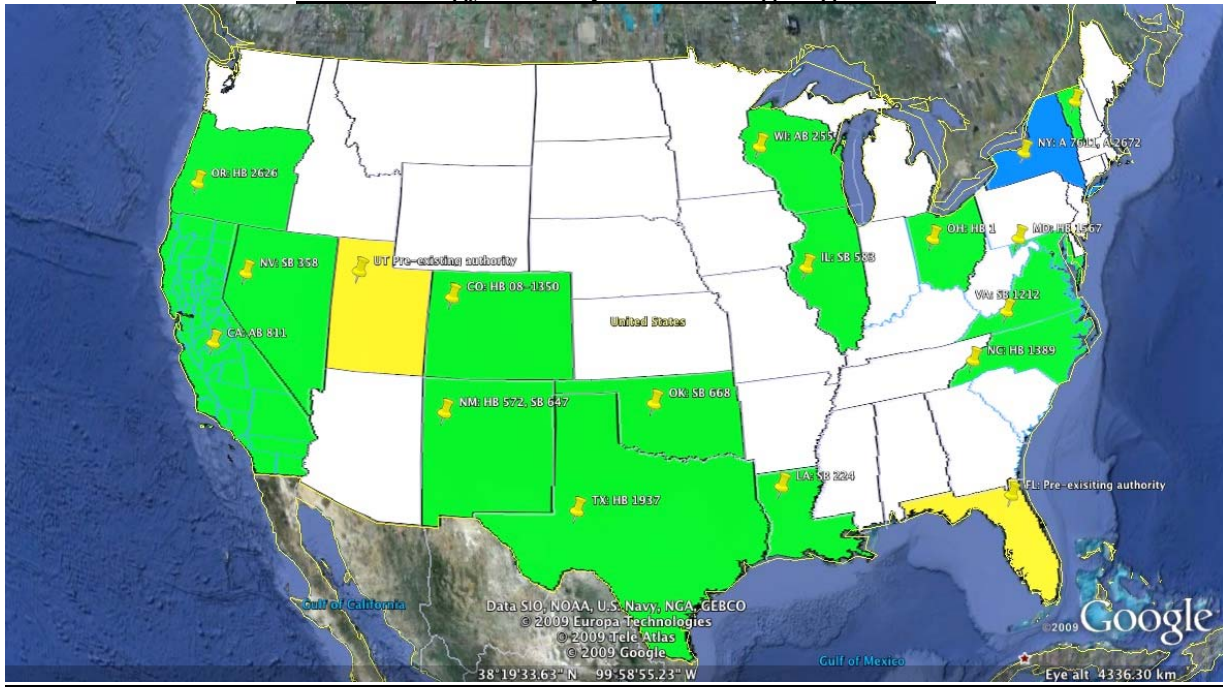 WI: AB 255
NY: A 7611, A 2672
OR: HB 2626
OH: HB 1
MD: HB 1567
NV: SB 358
UT Pre-existing authority
IL: SB 583
CO: HB 08-1350
VA: SB 1212
United States
CA: AB 811
NC: HB 1389
OK: SB 668
NM: HB 572, SB 647
LA: SB 224
FL: Pre-exisiting authority
TX: HB 1937
Gulf of California
Data SIO, NOAA, U.S. Navy, NGA, GEBCO
© 2009 Europa Technologies
© 2009 Tele Atlas
© 2009 Google
©2009 Google
38°19'33.63" N 99°58'55.23" W
Gulf of Mexico
Eye alt 4336.30 km